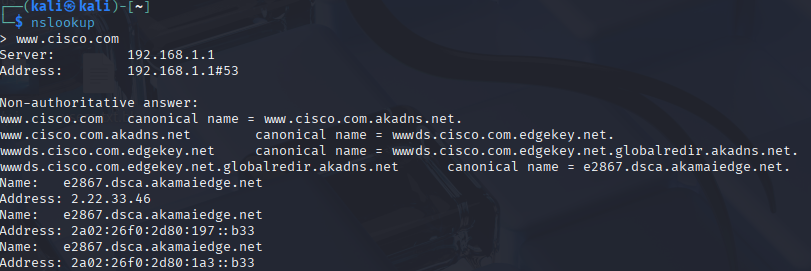 ┌──(kali㉿kali)-[~]
└─$ nslookup
> www.cisco.com
Server:         192.168.1.1
Address:        192.168.1.1#53

Non-authoritative answer:
www.cisco.com   canonical name = www.cisco.com.akadns.net.
www.cisco.com.akadns.net        canonical name = wwwds.cisco.com.edgekey.net.
wwwds.cisco.com.edgekey.net     canonical name = wwwds.cisco.com.edgekey.net.globalredir.akadns.net.
wwwds.cisco.com.edgekey.net.globalredir.akadns.net      canonical name = e2867.dsca.akamaiedge.net.
Name:   e2867.dsca.akamaiedge.net
Address: 2.22.33.46
Name:   e2867.dsca.akamaiedge.net
Address: 2a02:26f0:2d80:197::b33
Name:   e2867.dsca.akamaiedge.net
Address: 2a02:26f0:2d80:1a3::b33